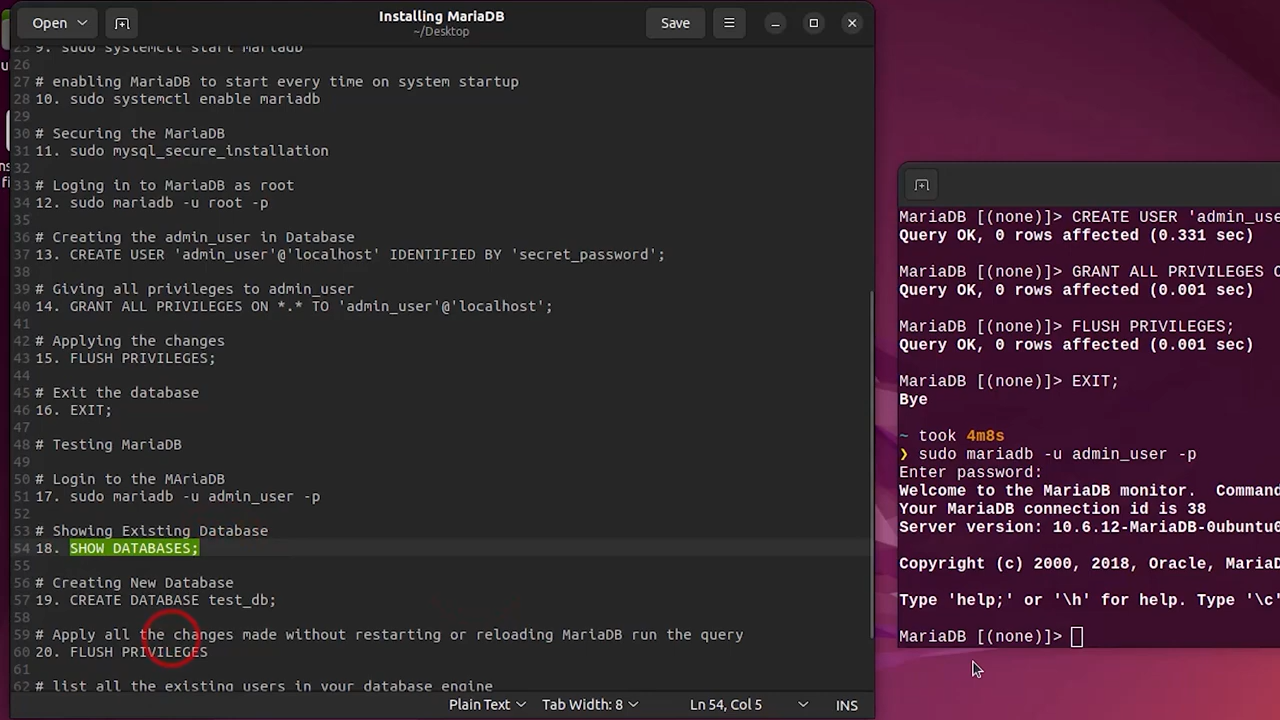 Open
Installing MariaDB
~/Desktop
Save
9. sudo systemctl start mariadb
26
27 # enabling MariaDB to start every time on system startup
28 10. sudo systemctl enable mariadb
29
30 # Securing the MariaDB
31 11. sudo mysql_secure_installation
32
33 # Loging in to MariaDB as root
34 12. sudo mariadb -u root -p
35
36 # Creating the admin_user in Database
37 13. CREATE USER 'admin_user'@'localhost' IDENTIFIED BY 'secret_password';
38
39 # Giving all privileges to admin_user
40 14. GRANT ALL PRIVILEGES ON *.* TO 'admin_user'@'localhost';
41
42 # Applying the changes
43 15. FLUSH PRIVILEGES;
44
45 # Exit the database
46 16. EXIT;
47
48 # Testing MariaDB
49
50 # Login to the MAriaDB
51 17. sudo mariadb -u admin_user -p
52
53 # Showing Existing Database
54 18. SHOW DATABASES;
55
56 # Creating New Database
57 19. CREATE DATABASE test_db;
58
59 # Apply all the changes made without restarting or reloading MariaDB run the query
60 20. FLUSH PRIVILEGES
61
62 # list all the existing users in your database engine
Plain Text
Tab Width: 8
Ln 54, Col 5
INS
MariaDB [(none)]> CREATE USER 'admin_use
Query OK, 0 rows affected (0.331 sec)
MariaDB [(none)]> GRANT ALL PRIVILEGES O
Query OK, 0 rows affected (0.001 sec)
MariaDB [(none)]> FLUSH PRIVILEGES;
Query OK, 0 rows affected (0.001 sec)
MariaDB [(none)]> EXIT;
Bye
~ took 4m8s
❯ sudo mariadb -u admin_user -p
Enter password:
Welcome to the MariaDB monitor.  Command
Your MariaDB connection id is 38
Server version: 10.6.12-MariaDB-0ubuntu0
Copyright (c) 2000, 2018, Oracle, MariaD
Type 'help;' or '\h' for help. Type '\c'
MariaDB [(none)]>